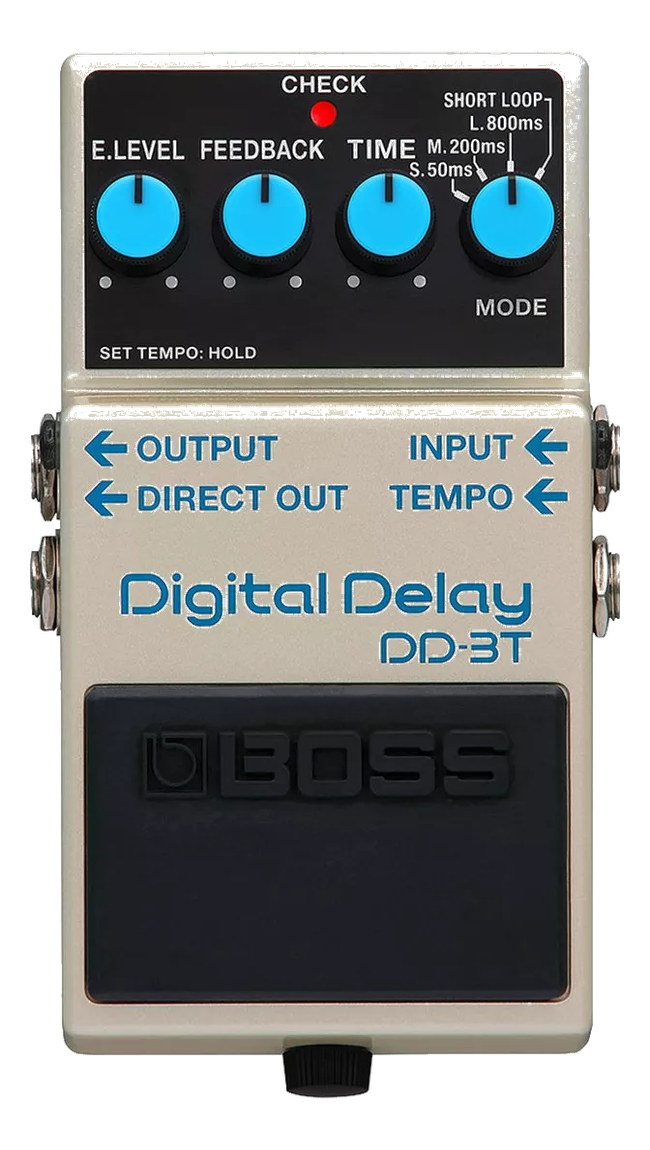 CHECK
SHORT LOOP
L.800ms
E.LEVEL FEEDBACK TIME M.200ms
S.50ms
MODE
SET TEMPO: HOLD
OUTPUT INPUT
DIRECT OUT TEMPO
Digital Delay
DD-3T
BOSS